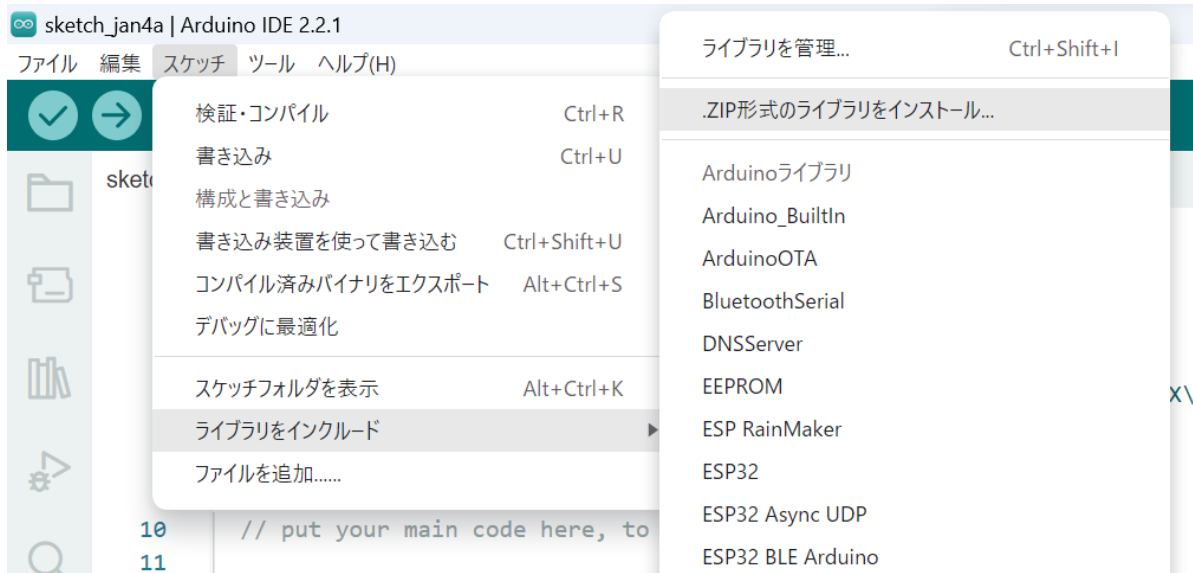 sketch_jan4a | Arduino IDE 2.2.1
ファイル 編集 スケッチ ツール ヘルプ(H)
検証・コンパイル Ctrl+R
書き込み Ctrl+U
構成と書き込み
書き込み装置を使って書き込む Ctrl+Shift+U
コンパイル済みバイナリをエクスポート Alt+Ctrl+S
デバッグに最適化
スケッチフォルダを表示 Alt+Ctrl+K
ライブラリをインクルード
ファイルを追加......
ライブラリを管理... Ctrl+Shift+I
.ZIP形式のライブラリをインストール...
Arduinoライブラリ
Arduino_BuiltIn
ArduinoOTA
BluetoothSerial
DNSServer
EEPROM
ESP RainMaker
ESP32
ESP32 Async UDP
ESP32 BLE Arduino
10 // put your main code here, to
11